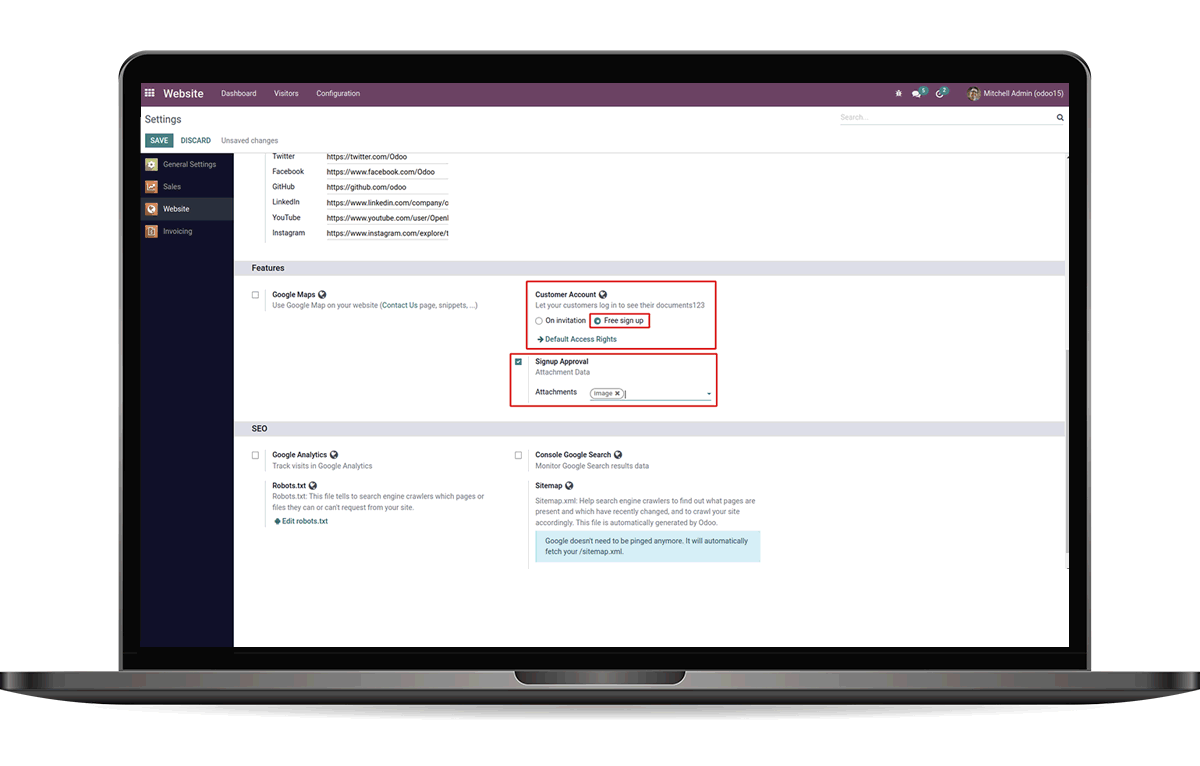 Website Dashboard Visitors Configuration 5 2 Mitchell Admin (odoo15)
Settings Search...
SAVE DISCARD Unsaved changes
General Settings
Sales
Website
Invoicing
Twitter https://twitter.com/Odoo
Facebook https://www.facebook.com/Odoo
GitHub https://github.com/odoo
LinkedIn https://www.linkedin.com/company/c
YouTube https://www.youtube.com/user/Openl
Instagram https://www.instagram.com/explore/t
Features
Google Maps
Use Google Map on your website (Contact Us page, snippets, ...)
Customer Account
Let your customers log in to see their documents123
On invitation Free sign up
Default Access Rights
Signup Approval
Attachment Data
Attachments Image ×
SEO
Google Analytics
Track visits in Google Analytics
Console Google Search
Monitor Google Search results data
Robots.txt
Robots.txt: This file tells to search engine crawlers which pages or
files they can or can't request from your site.
Edit robots.txt
Sitemap
Sitemap.xml: Help search engine crawlers to find out what pages are
present and which have recently changed, and to crawl your site
accordingly. This file is automatically generated by Odoo.
Google doesn't need to be pinged anymore. It will automatically
fetch your /sitemap.xml.